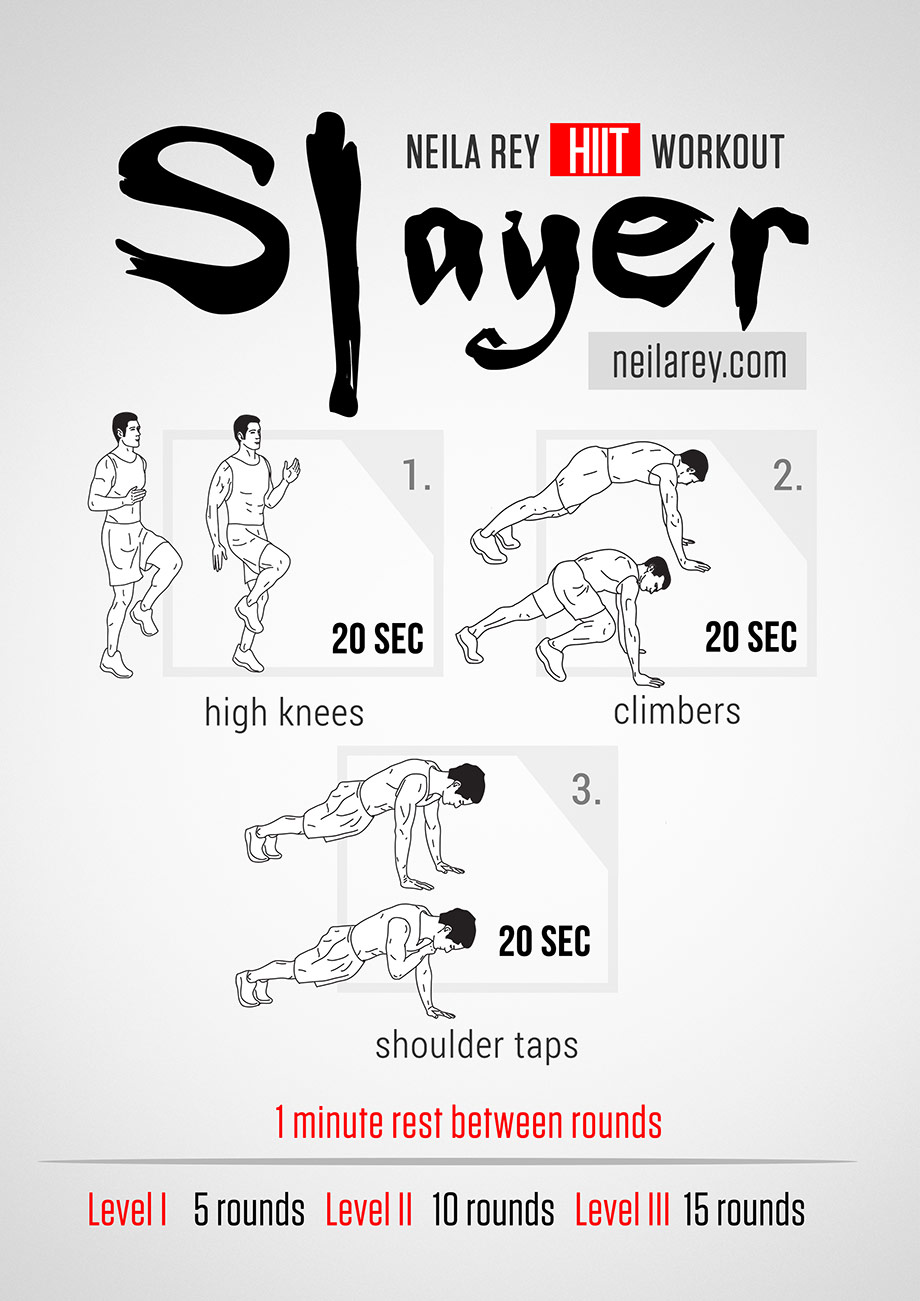 NEILA REY HIIT WORKOUT
Slayer
neilarey.com
1.
20 SEC
high knees
2.
20 SEC
climbers
3.
20 SEC
shoulder taps
1 minute rest between rounds
Level I 5 rounds Level II 10 rounds Level III 15 rounds